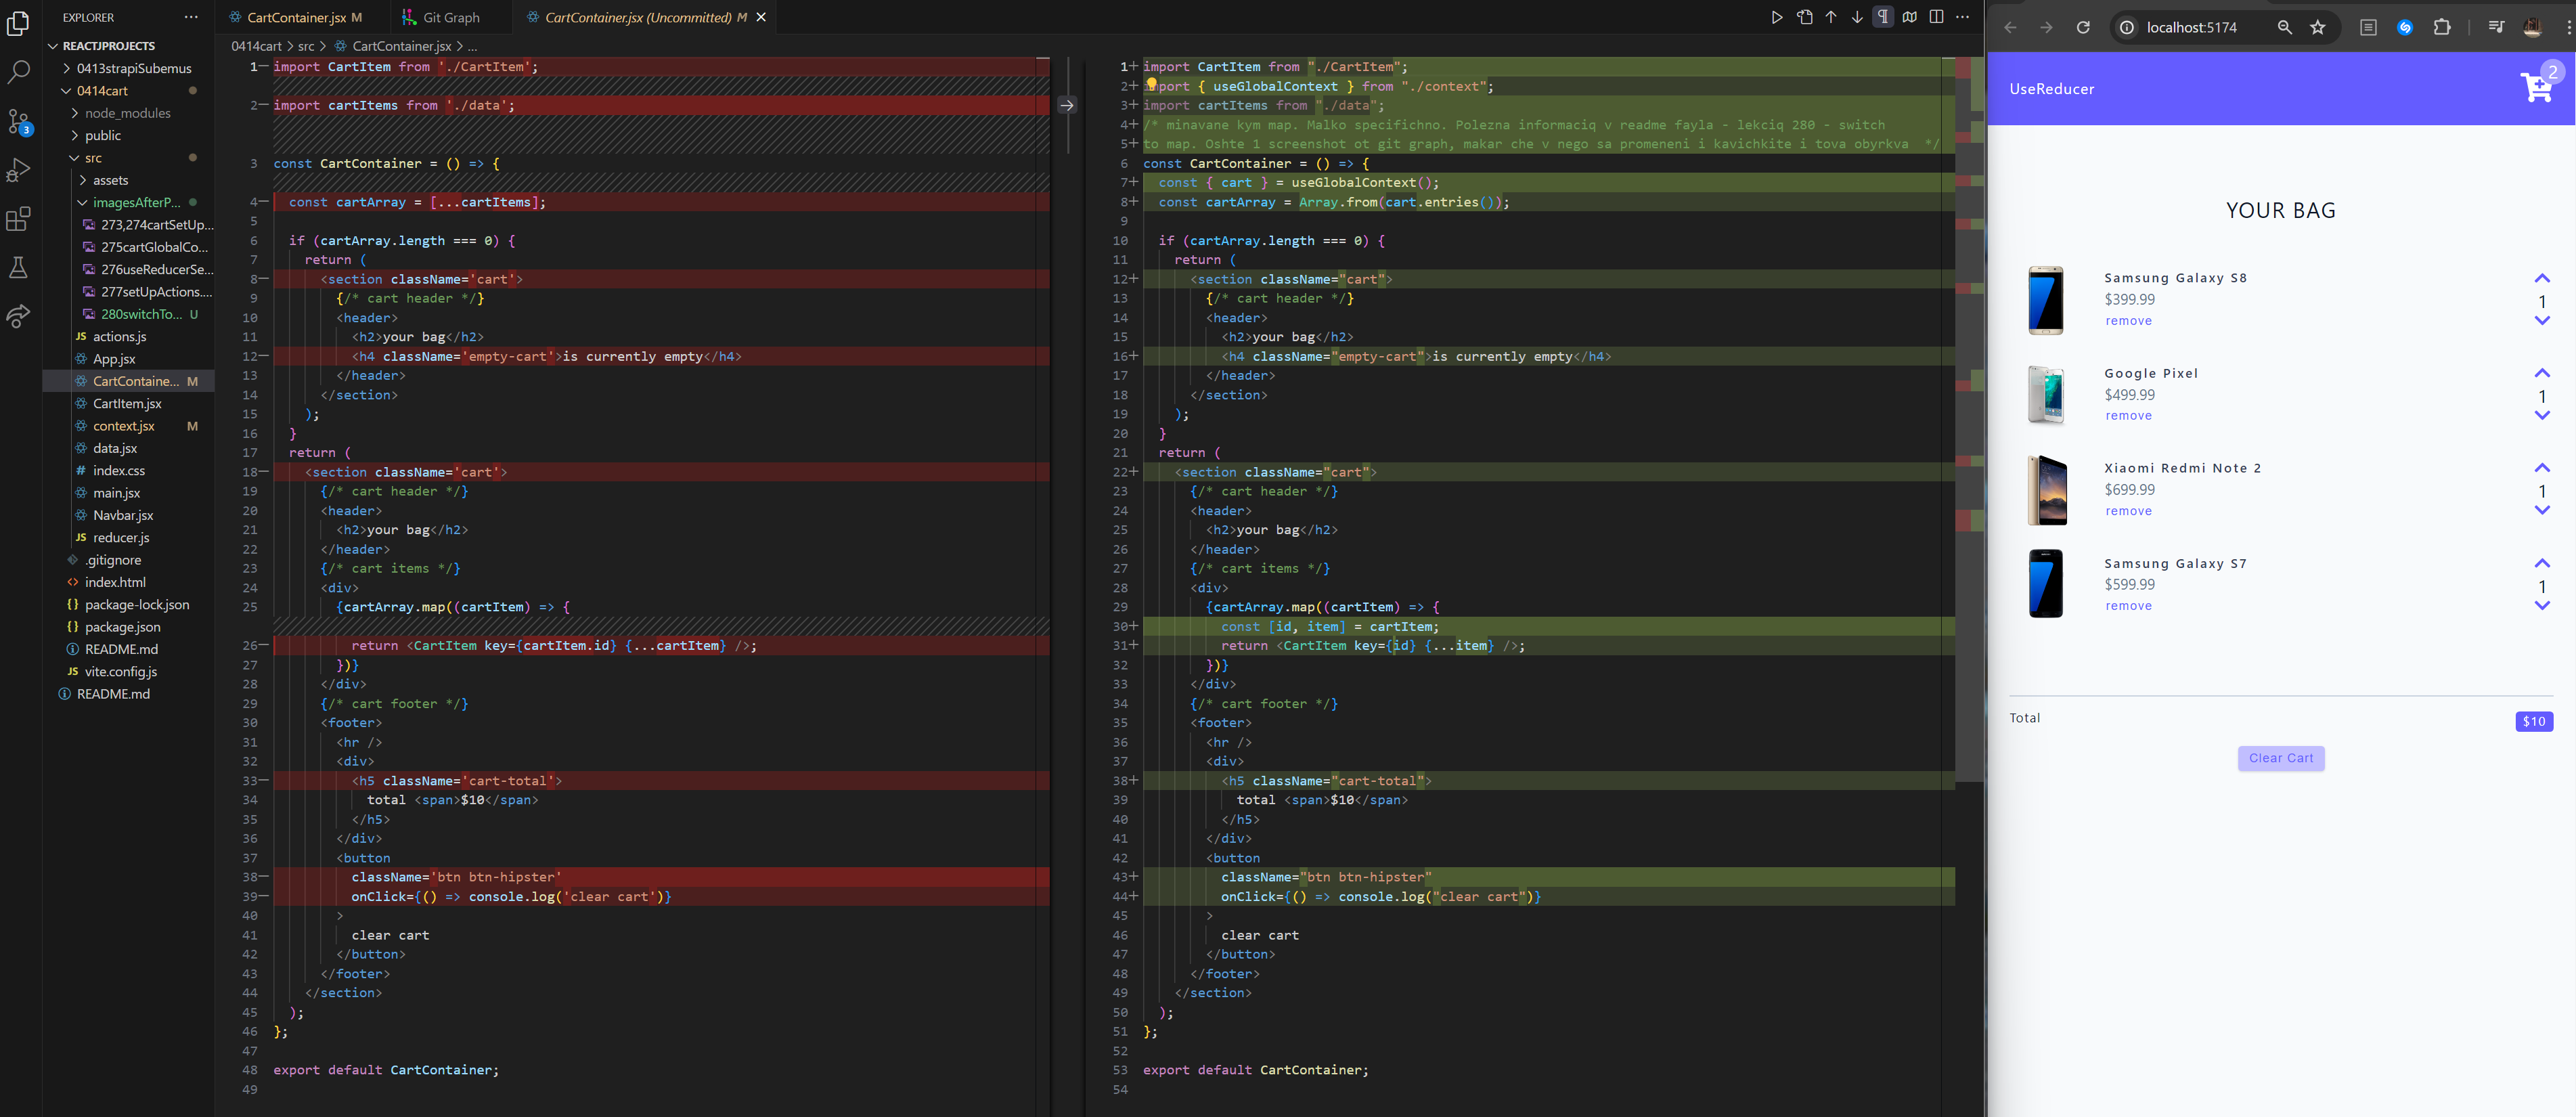 EXPLORER
REACTJPROJECTS
0413strapiSubemus
0414cart
node_modules
public
src
assets
imagesAfterP...
273,274cartSetUp...
275cartGlobalCo...
276useReducerSe...
277setUpActions....
280switchTo... U
JS actions.js
App.jsx
CartContaine... M
CartItem.jsx
context.jsx M
data.jsx
# index.css
main.jsx
Navbar.jsx
JS reducer.js
.gitignore
index.html
package-lock.json
package.json
README.md
JS vite.config.js
README.md
3
CartContainer.jsx M
Git Graph
CartContainer.jsx (Uncommitted) M
0414cart > src > CartContainer.jsx > ...
1− import CartItem from './CartItem';
2− import cartItems from './data';
3 const CartContainer = () => {
4− const cartArray = [...cartItems];
5
6 if (cartArray.length === 0) {
7 return (
8− <section className='cart'>
9 {/* cart header */}
10 <header>
11 <h2>your bag</h2>
12− <h4 className='empty-cart'>is currently empty</h4>
13 </header>
14 </section>
15 );
16 }
17 return (
18− <section className='cart'>
19 {/* cart header */}
20 <header>
21 <h2>your bag</h2>
22 </header>
23 {/* cart items */}
24 <div>
25 {cartArray.map((cartItem) => {
26− return <CartItem key={cartItem.id} {...cartItem} />;
27 })}
28 </div>
29 {/* cart footer */}
30 <footer>
31 <hr />
32 <div>
33− <h5 className='cart-total'>
34 total <span>$10</span>
35 </h5>
36 </div>
37 <button
38− className='btn btn-hipster'
39− onClick={() => console.log('clear cart')}
40 >
41 clear cart
42 </button>
43 </footer>
44 </section>
45 );
46 };
47
48 export default CartContainer;
49
1+ import CartItem from "./CartItem";
2+ import { useGlobalContext } from "./context";
3+ import cartItems from "./data";
4+ /* minavane kym map. Malko specifichno. Polezna informaciq v readme fayla - lekciq 280 - switch
5+ to map. Oshte 1 screenshot ot git graph, makar che v nego sa promeneni i kavichkite i tova obyrkva */
6 const CartContainer = () => {
7+ const { cart } = useGlobalContext();
8+ const cartArray = Array.from(cart.entries());
9
10 if (cartArray.length === 0) {
11 return (
12+ <section className="cart">
13 {/* cart header */}
14 <header>
15 <h2>your bag</h2>
16+ <h4 className="empty-cart">is currently empty</h4>
17 </header>
18 </section>
19 );
20 }
21 return (
22+ <section className="cart">
23 {/* cart header */}
24 <header>
25 <h2>your bag</h2>
26 </header>
27 {/* cart items */}
28 <div>
29 {cartArray.map((cartItem) => {
30+ const [id, item] = cartItem;
31+ return <CartItem key={id} {...item} />;
32 })}
33 </div>
34 {/* cart footer */}
35 <footer>
36 <hr />
37 <div>
38+ <h5 className="cart-total">
39 total <span>$10</span>
40 </h5>
41 </div>
42 <button
43+ className="btn btn-hipster"
44+ onClick={() => console.log("clear cart")}
45 >
46 clear cart
47 </button>
48 </footer>
49 </section>
50 );
51 };
52
53 export default CartContainer;
54
localhost:5174
UseReducer
2
YOUR BAG
Samsung Galaxy S8
$399.99
remove
1
Google Pixel
$499.99
remove
1
Xiaomi Redmi Note 2
$699.99
remove
1
Samsung Galaxy S7
$599.99
remove
1
Total
$10
Clear Cart